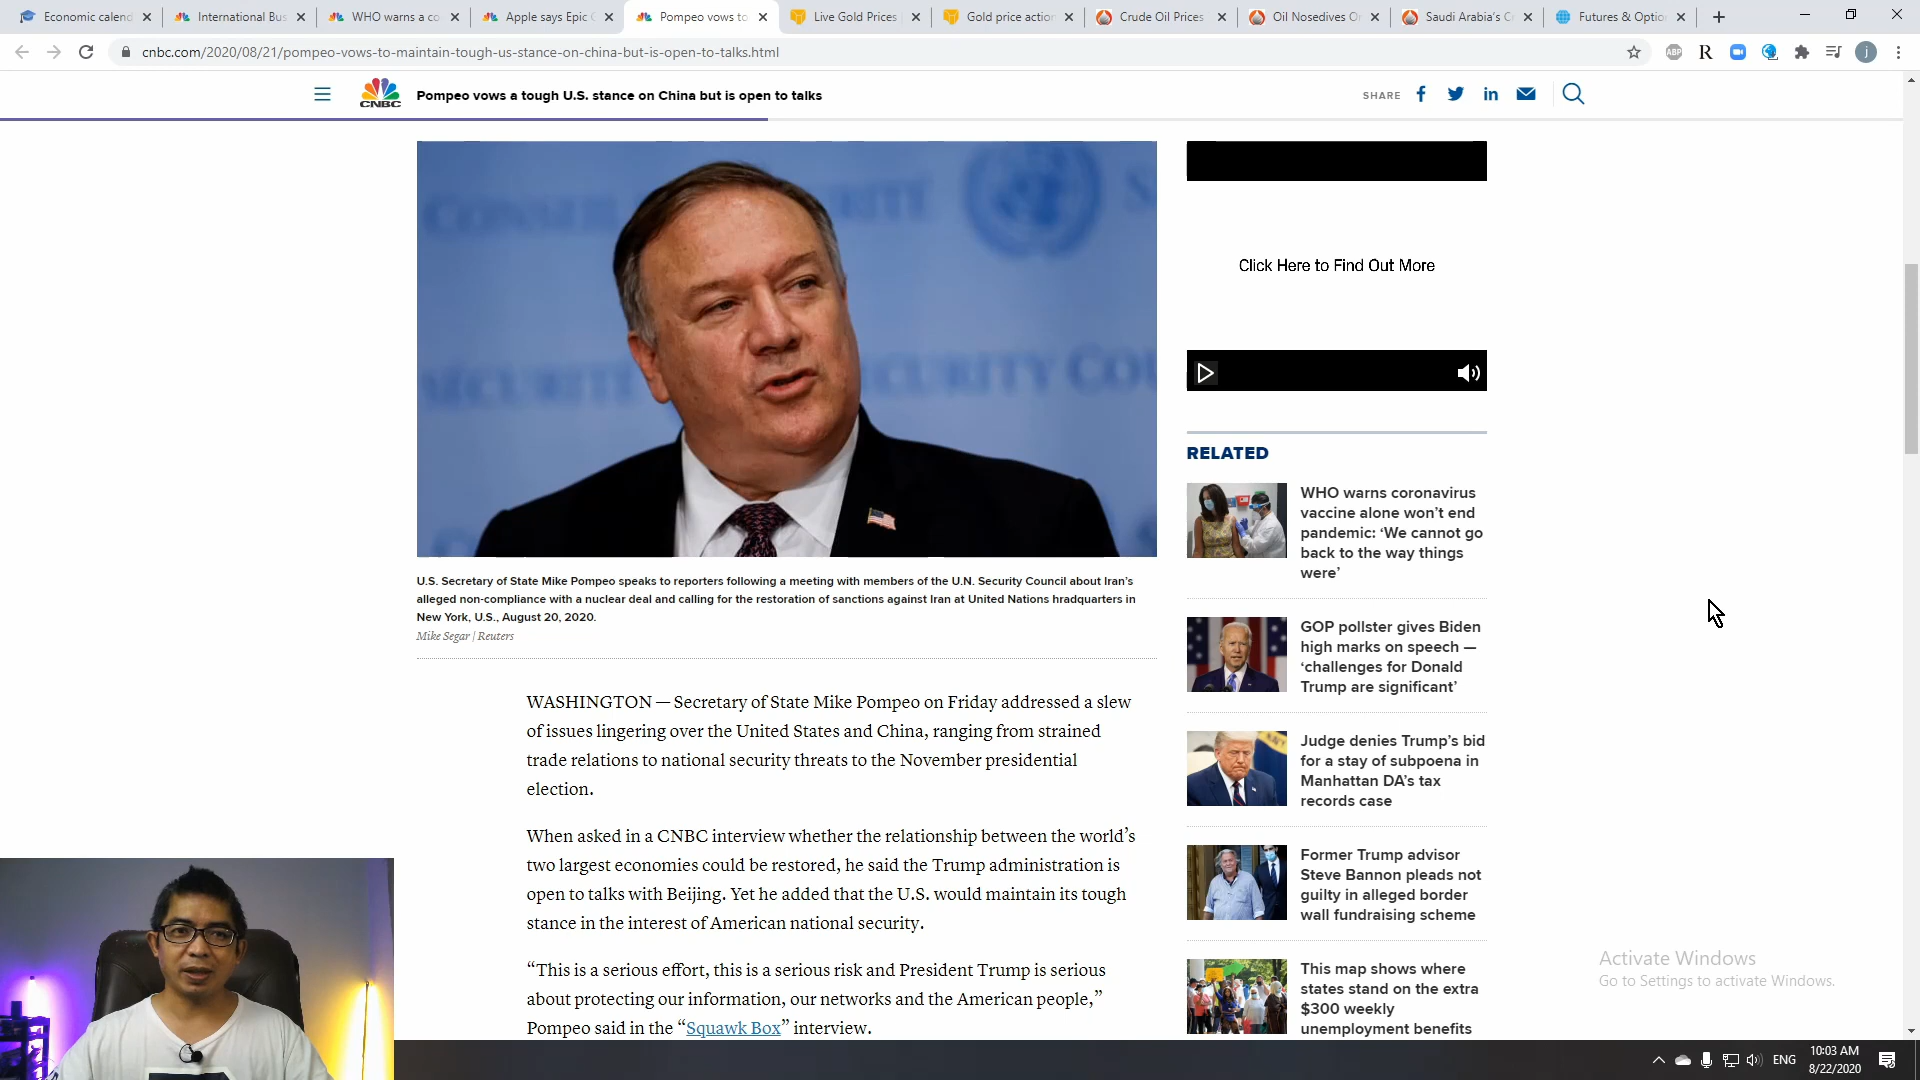 Economic calend
International Bus
WHO warns a co
Apple says Epic
Pompeo vows to
Live Gold Prices
Gold price action
Crude Oil Prices
Oil Nosedives On
Saudi Arabia's C
Futures & Optio
cnbc.com/2020/08/21/pompeo-vows-to-maintain-tough-us-stance-on-china-but-is-open-to-talks.html
ABP
R
j
CNBC
Pompeo vows a tough U.S. stance on China but is open to talks
SHARE
CONSEIL
RITE
S
SÉCURITÉ
ECURITY COU
Click Here to Find Out More
U.S. Secretary of State Mike Pompeo speaks to reporters following a meeting with members of the U.N. Security Council about Iran's
alleged non-compliance with a nuclear deal and calling for the restoration of sanctions against Iran at United Nations hradquarters in
New York, U.S., August 20, 2020.
Mike Segar | Reuters
WASHINGTON — Secretary of State Mike Pompeo on Friday addressed a slew
of issues lingering over the United States and China, ranging from strained
trade relations to national security threats to the November presidential
election.
When asked in a CNBC interview whether the relationship between the world's
two largest economies could be restored, he said the Trump administration is
open to talks with Beijing. Yet he added that the U.S. would maintain its tough
stance in the interest of American national security.
“This is a serious effort, this is a serious risk and President Trump is serious
about protecting our information, our networks and the American people,”
Pompeo said in the “Squawk Box” interview.
RELATED
WHO warns coronavirus
vaccine alone won't end
pandemic: ‘We cannot go
back to the way things
were’
GOP pollster gives Biden
high marks on speech —
‘challenges for Donald
Trump are significant’
Judge denies Trump's bid
for a stay of subpoena in
Manhattan DA's tax
records case
Former Trump advisor
Steve Bannon pleads not
guilty in alleged border
wall fundraising scheme
This map shows where
states stand on the extra
$300 weekly
unemployment benefits
Activate Windows
Go to Settings to activate Windows.
ENG
10:03 AM
8/22/2020